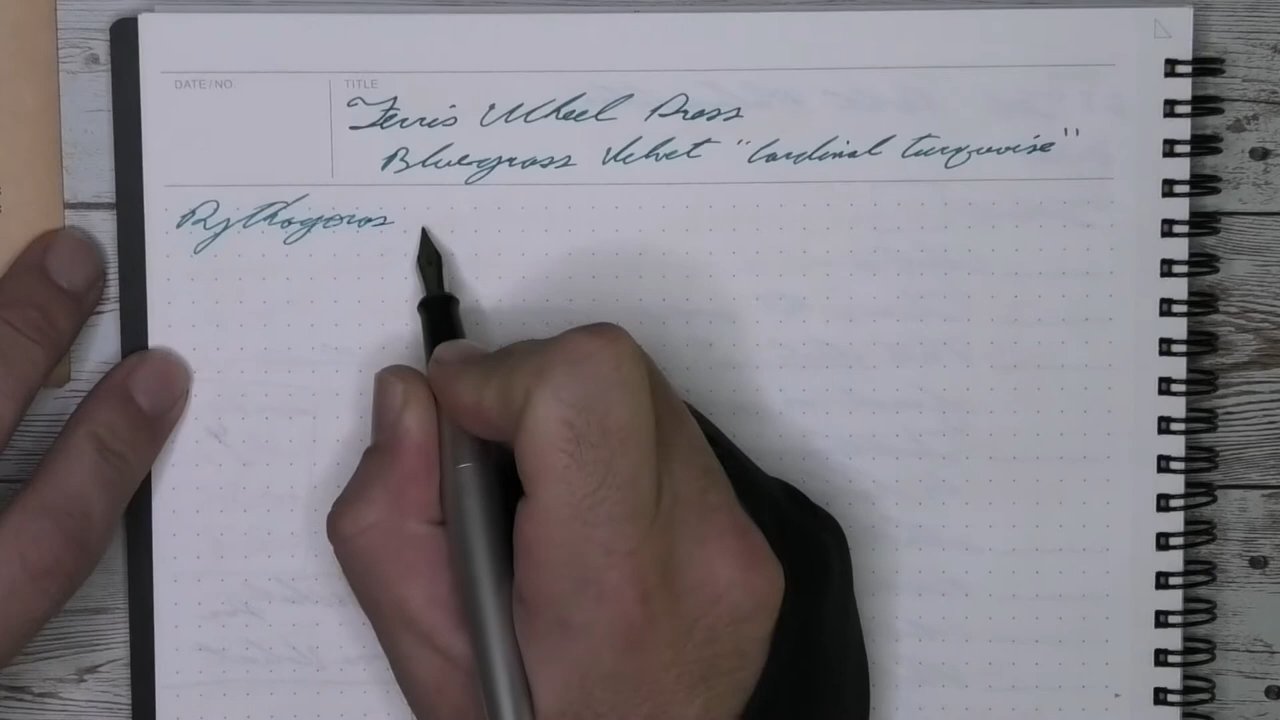 DATE/NO.
TITLE
Ferris Wheel Press
Bluegrass Velvet "Cardinal turquoise"
Pythagoras